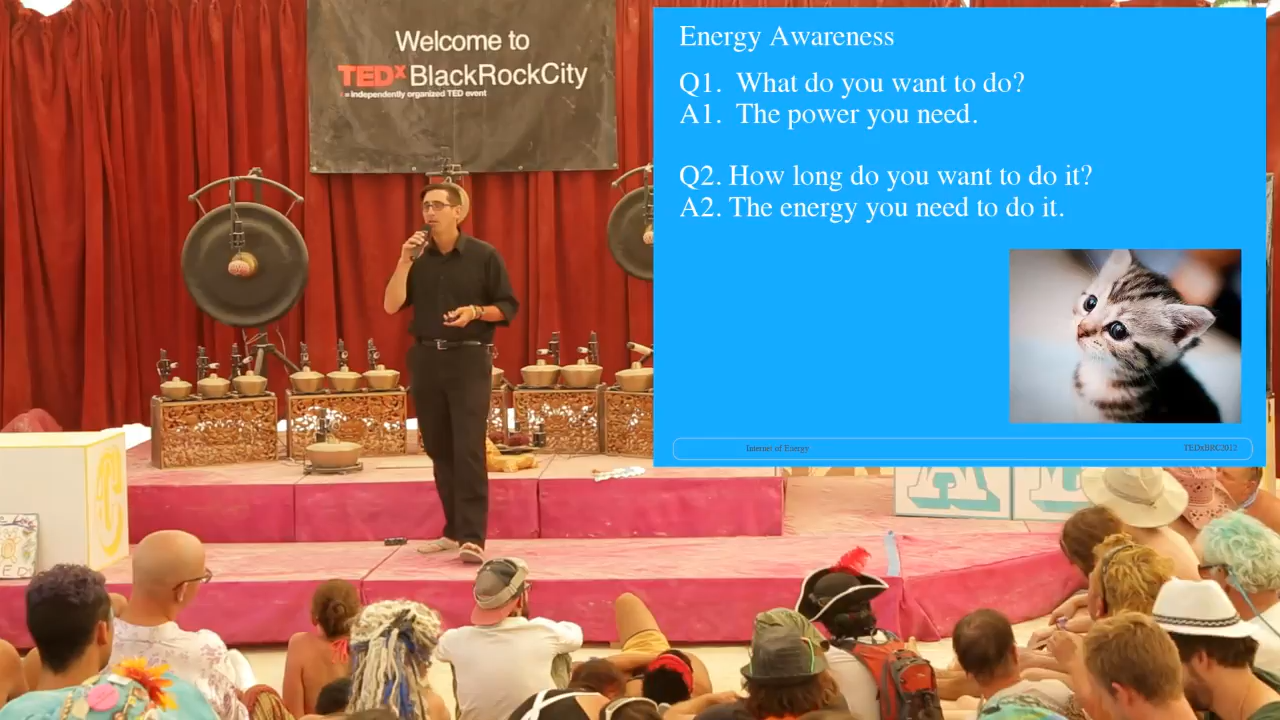 Welcome to
TEDx BlackRockCity
x = independently organized TED event
Energy Awareness
Q1. What do you want to do?
A1. The power you need.
Q2. How long do you want to do it?
A2. The energy you need to do it.
Internet of Energy
TEDxBRC2012
C
A